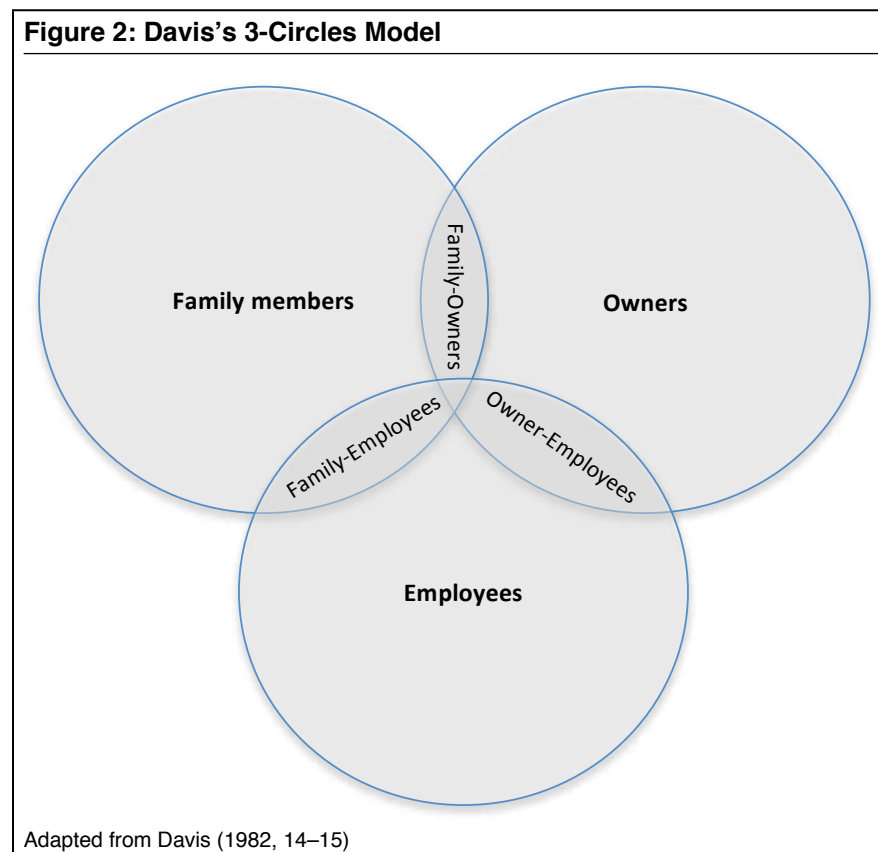 Figure 2: Davis's 3-Circles Model
Family members
Family-Owners
Owners
Family-Employees
Owner-Employees
Employees
Adapted from Davis (1982, 14–15)